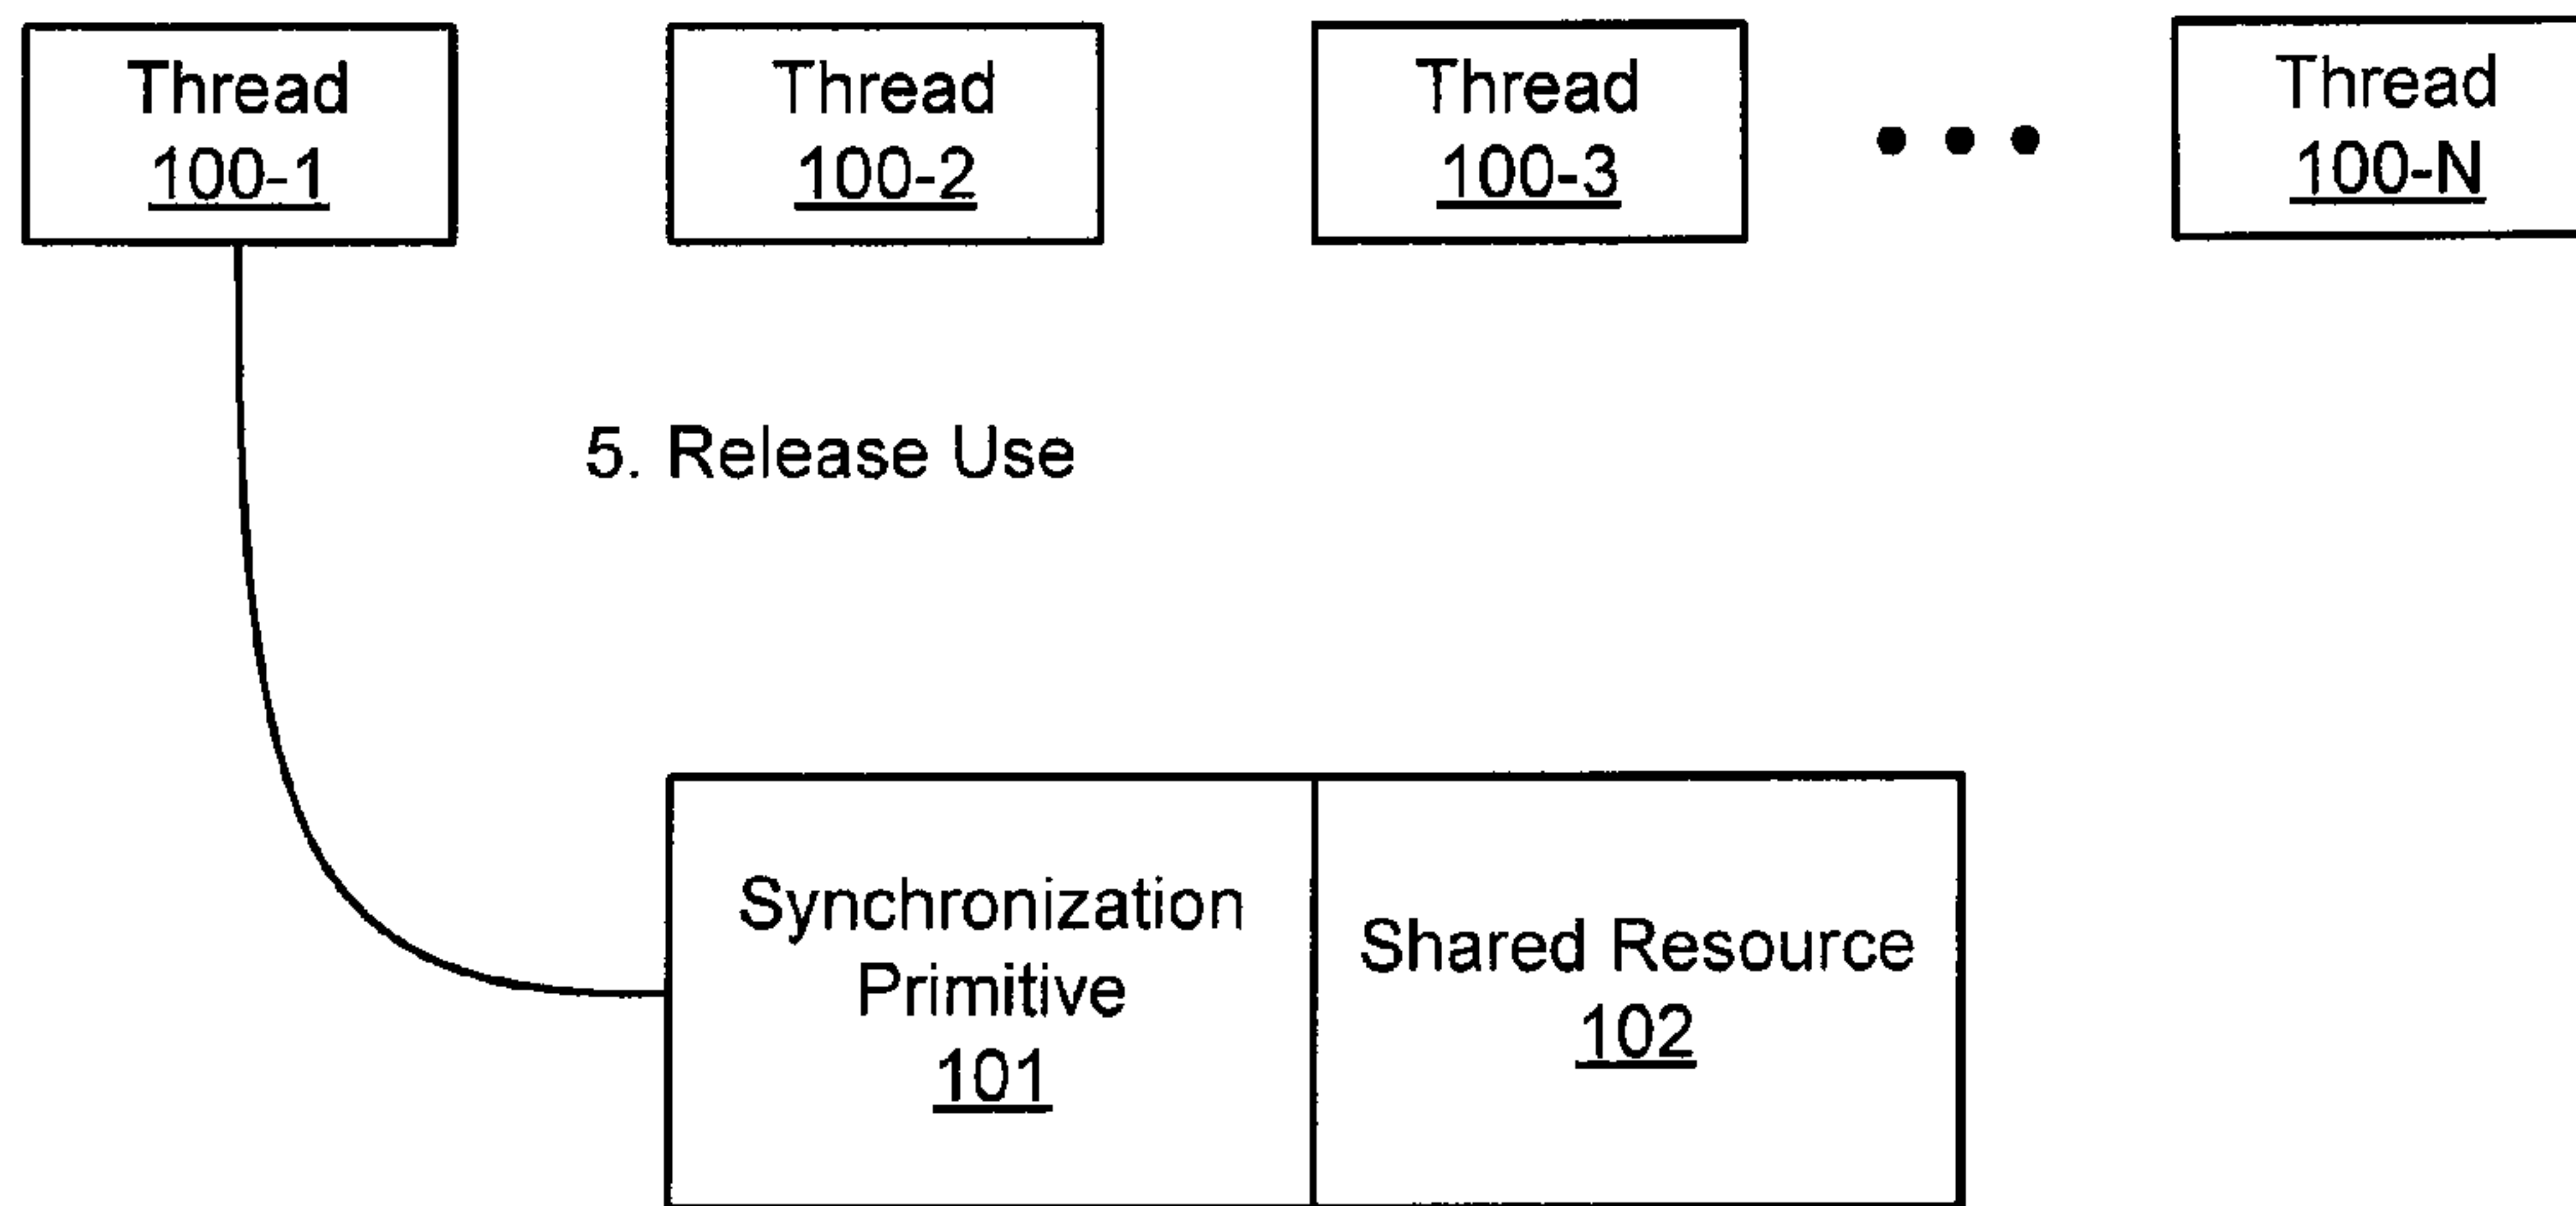 Thread
100-1
Thread
100-2
Thread
100-3
Thread
100-N
5. Release Use
Synchronization
Primitive
101
Shared Resource
102